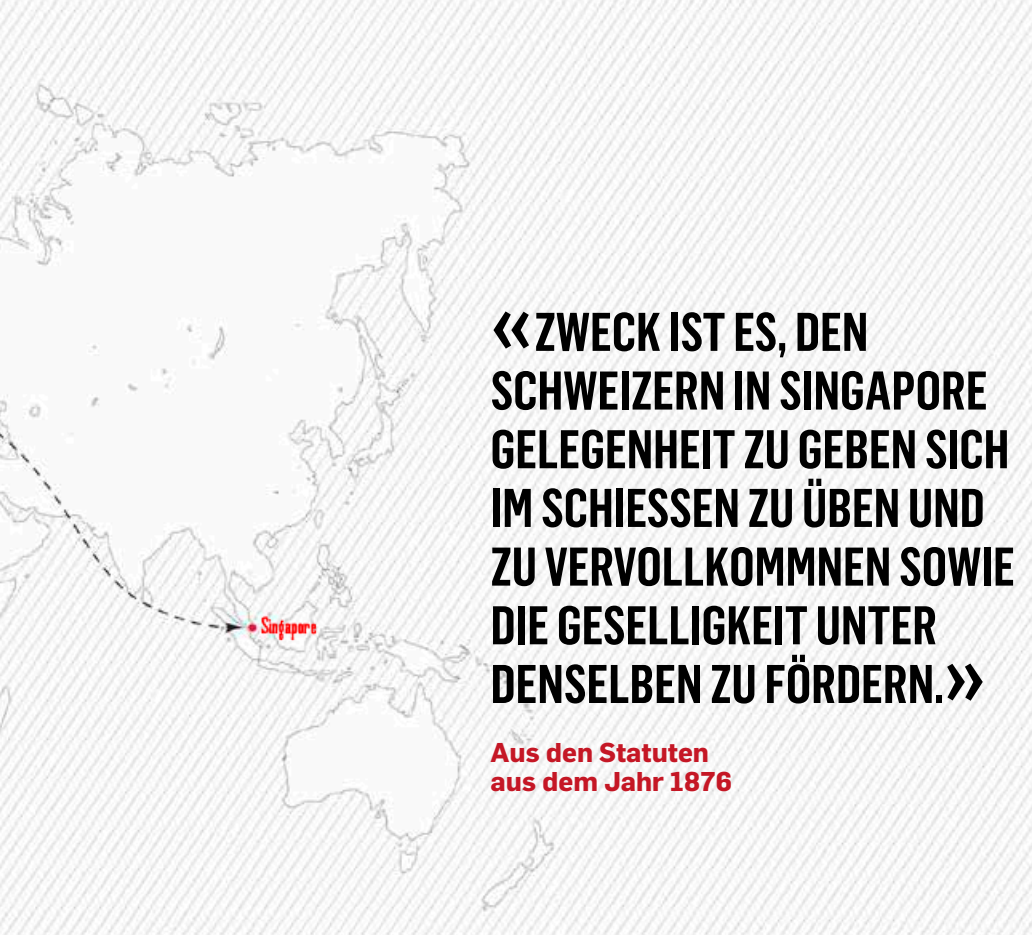 «ZWECK IST ES, DEN
SCHWEIZERN IN SINGAPORE
GELEGENHEIT ZU GEBEN SICH
IM SCHIESSEN ZU ÜBEN UND
ZU VERVOLLKOMMNEN SOWIE
DIE GESELLIGKEIT UNTER
DENSELBEN ZU FÖRDERN.»
Singapore
Aus den Statuten
aus dem Jahr 1876